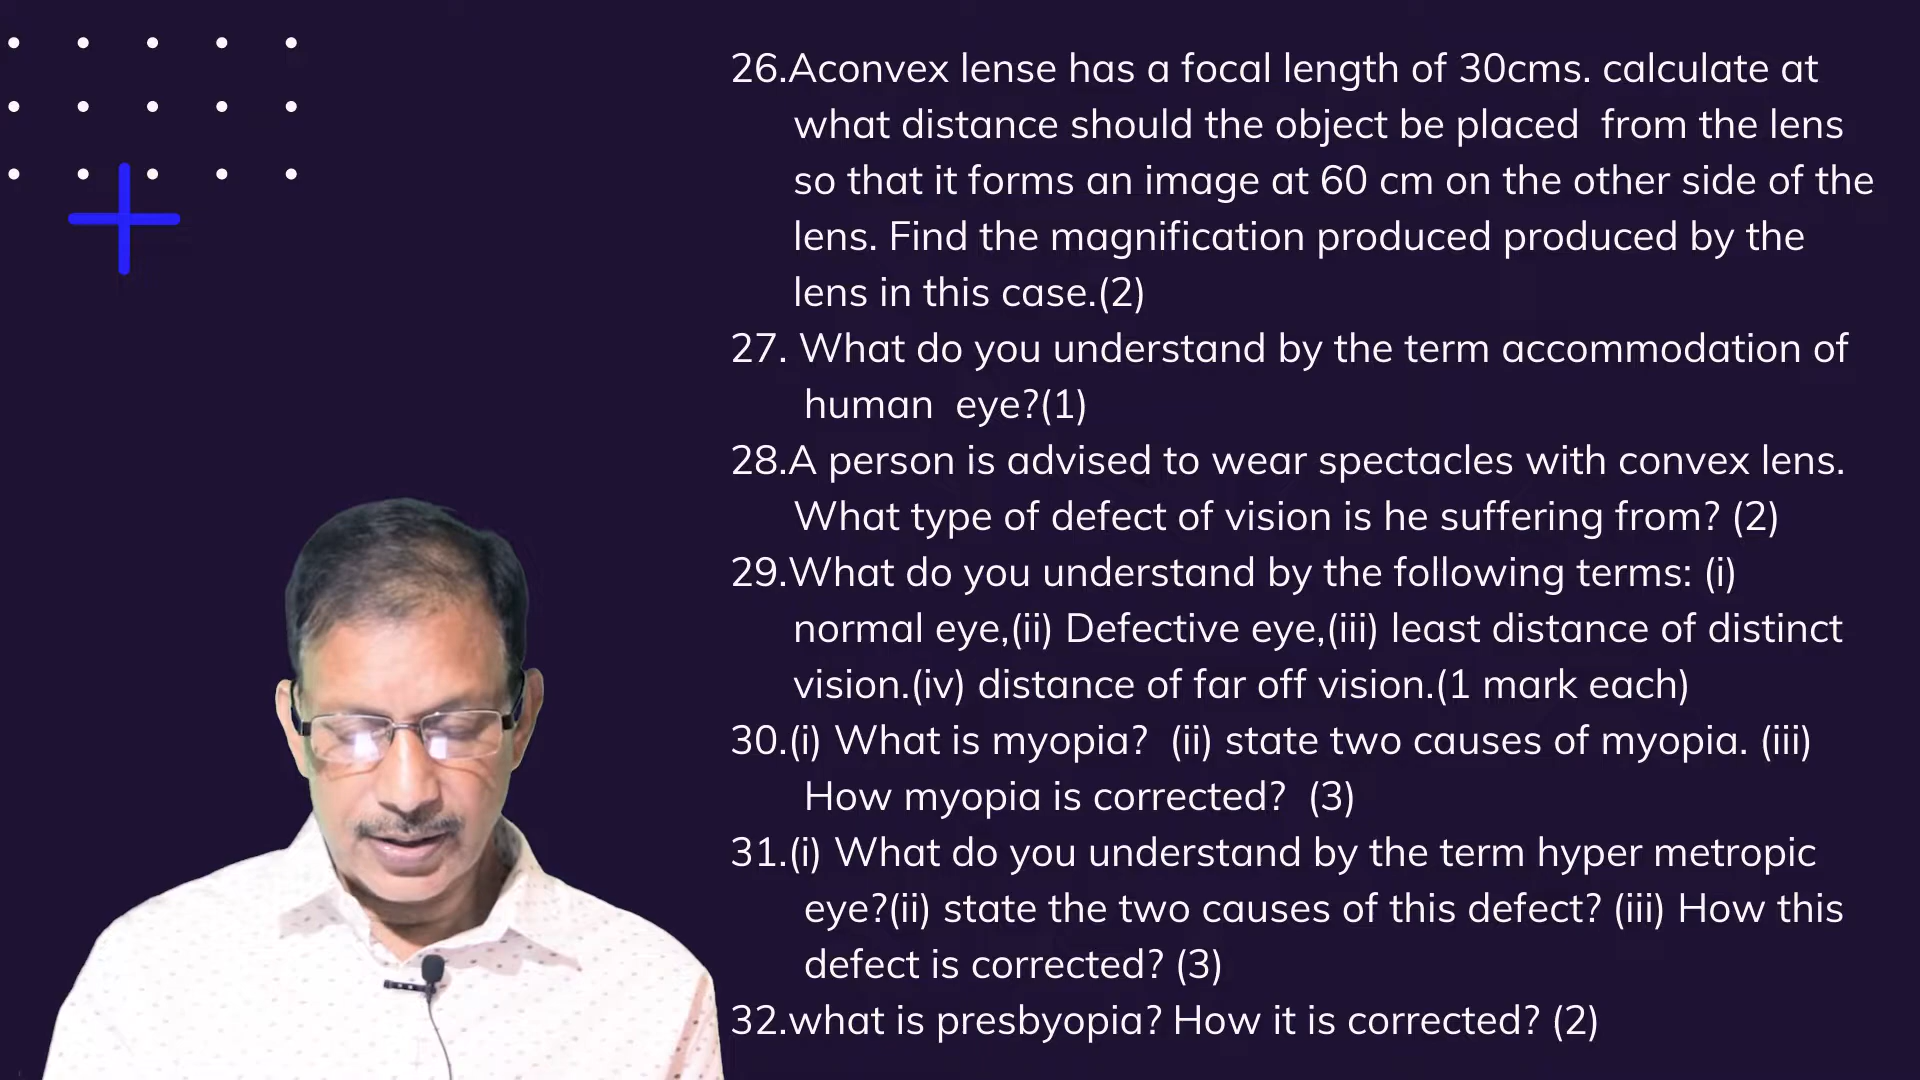 26.Aconvex lense has a focal length of 30cms. calculate at
what distance should the object be placed  from the lens
so that it forms an image at 60 cm on the other side of the
lens. Find the magnification produced produced by the
lens in this case.(2)
27. What do you understand by the term accommodation of
human  eye?(1)
28.A person is advised to wear spectacles with convex lens.
What type of defect of vision is he suffering from? (2)
29.What do you understand by the following terms: (i)
normal eye,(ii) Defective eye,(iii) least distance of distinct
vision.(iv) distance of far off vision.(1 mark each)
30.(i) What is myopia?  (ii) state two causes of myopia. (iii)
How myopia is corrected?  (3)
31.(i) What do you understand by the term hyper metropic
eye?(ii) state the two causes of this defect? (iii) How this
defect is corrected? (3)
32.what is presbyopia? How it is corrected? (2)